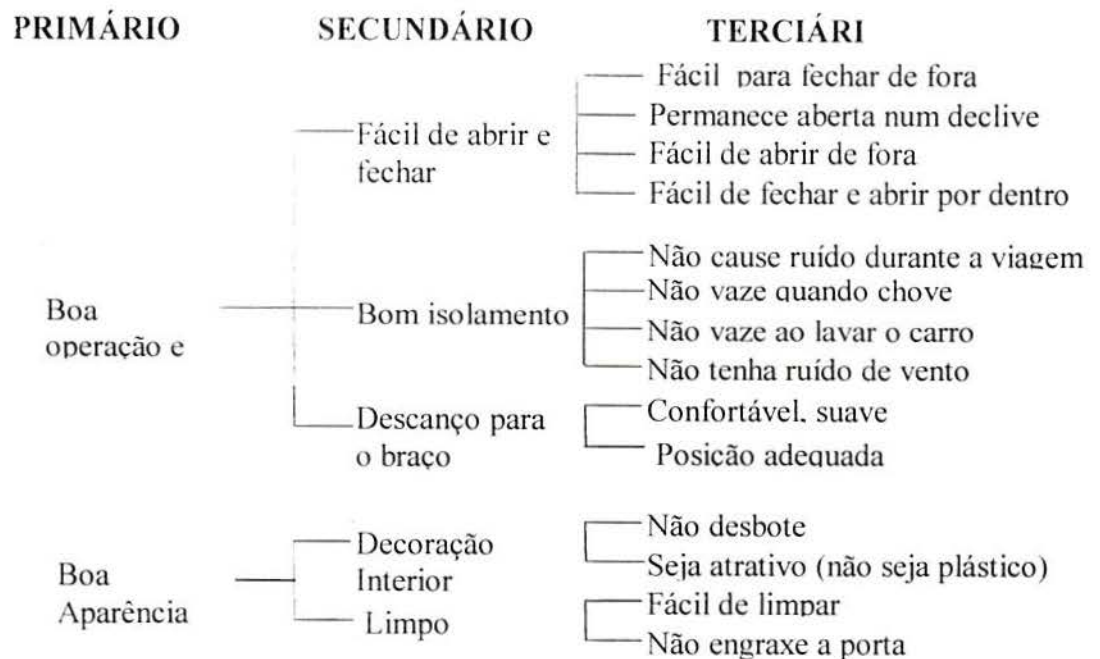 PRIMÁRIO SECUNDÁRIO TERCIÁRI
Fácil para fechar de fora
Permanece aberta num declive
Fácil de abrir e
fechar
Fácil de abrir de fora
Fácil de fechar e abrir por dentro
Boa
operação e
Bom isolamento
Não cause ruído durante a viagem
Não vaze quando chove
Não vaze ao lavar o carro
Não tenha ruído de vento
Descanço para
o braço
Confortável, suave
Posição adequada
Boa
Aparência
Decoração
Interior
Não desbote
Seja atrativo (não seja plástico)
Limpo
Fácil de limpar
Não engraxe a porta